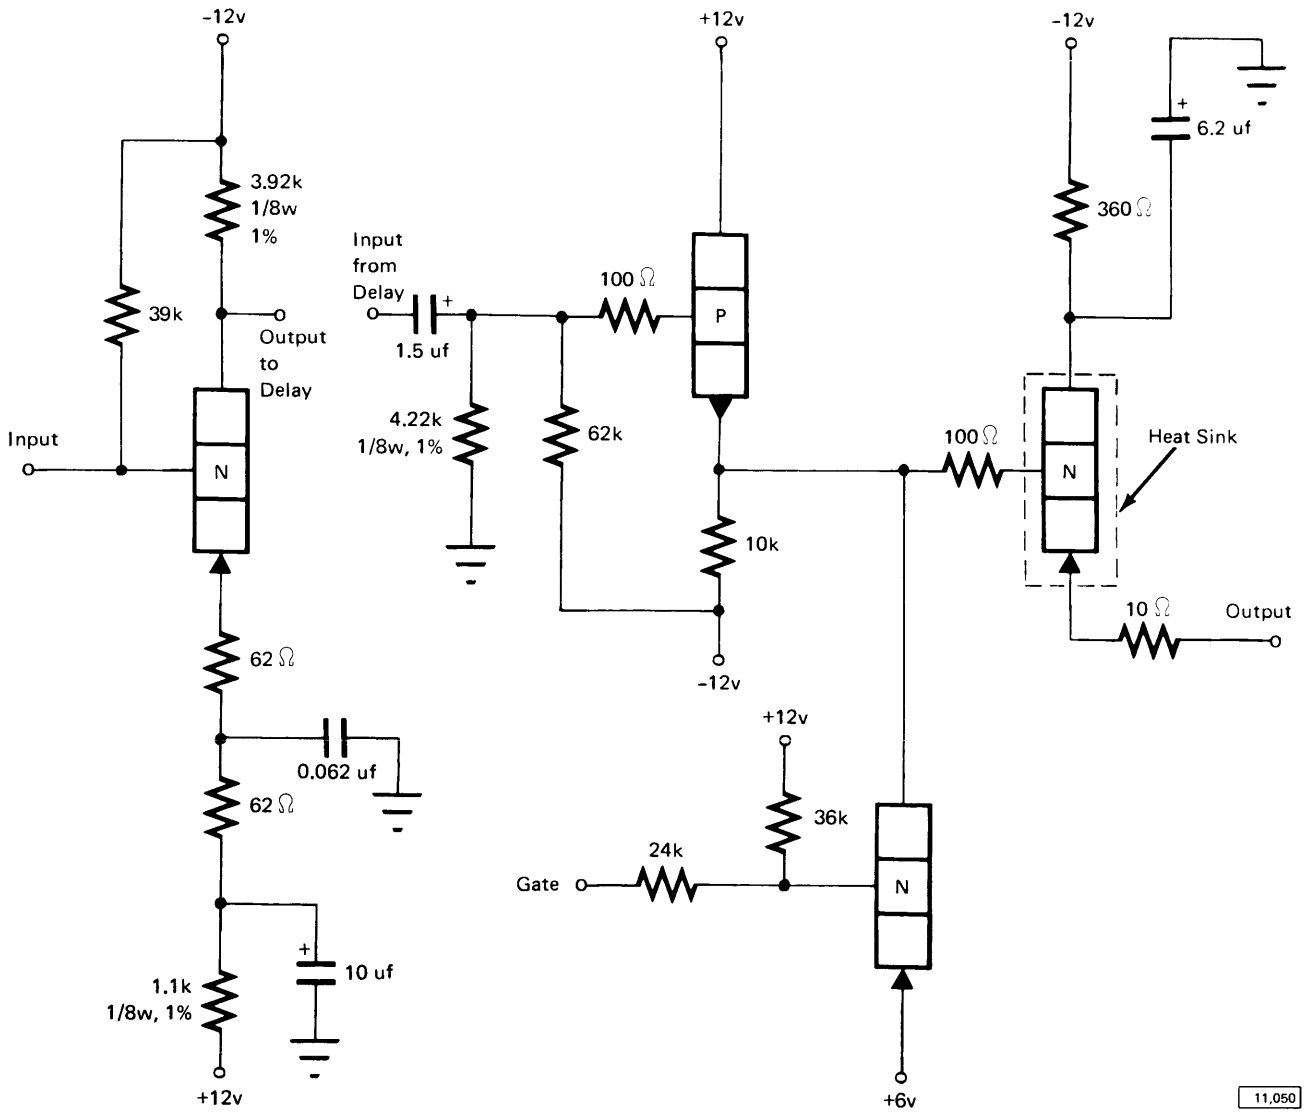 -12v
3.92k
1/8w
1%
39k
Output
to
Delay
Input
N
62 Ω
0.062 uf
62 Ω
10 uf
+
1.1k
1/8w, 1%
+12v
Input
from
Delay
+
1.5 uf
4.22k
1/8w, 1%
62k
100 Ω
+12v
P
10k
-12v
+12v
36k
24k
Gate
N
+6v
-12v
360 Ω
+
6.2 uf
100 Ω
N
Heat Sink
10 Ω
Output
11,050